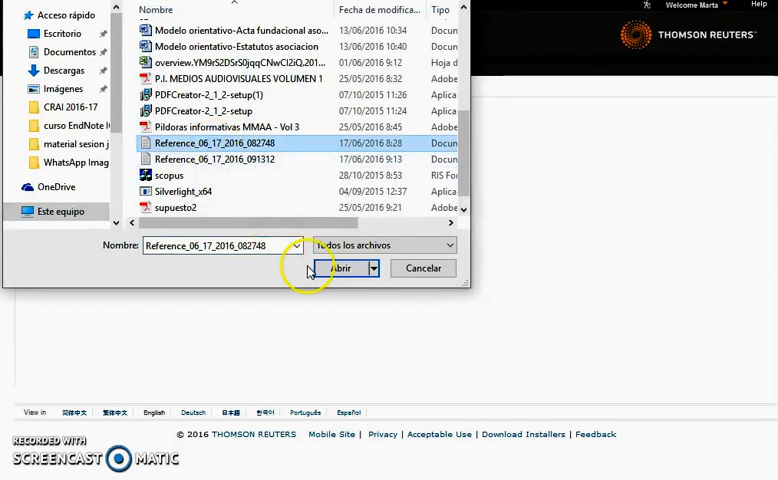 Welcome Marta Help
THOMSON REUTERS™
Acceso rápido
Escritorio
Documentos
Descargas
Imágenes
CRAI 2016-17
curso EndNote
material sesion j
WhatsApp Imag
OneDrive
Este equipo
Nombre Fecha de modifica... Tipo
Modelo orientativo-Acta fundacional aso... 13/06/2016 10:34 Docun
Modelo orientativo-Estatutos asociacion 13/06/2016 10:40 Docun
overview.YM9rS2DSrS0jqqCNwCl2iQ.201... 01/06/2016 9:12 Hoja d
P.I. MEDIOS AUDIOVISUALES VOLUMEN 1 25/05/2016 8:32 Adobe
PDFCreator-2_1_2-setup(1) 07/10/2015 11:26 Aplica
PDFCreator-2_1_2-setup 07/10/2015 11:24 Aplica
Pildoras informativas MMAA - Vol 3 25/05/2016 8:45 Adobe
Reference_06_17_2016_082748 17/06/2016 8:28 Docun
Reference_06_17_2016_091312 17/06/2016 9:13 Docun
scopus 28/10/2015 8:53 RIS Fo
Silverlight_x64 04/09/2015 12:37 Aplica
supuesto2 25/05/2016 9:21 Adobe
Nombre: Reference_06_17_2016_082748 Todos los archivos
Abrir Cancelar
View in 简体中文 繁體中文 English Deutsch 日本語 한국어 Português Español
© 2016 THOMSON REUTERS Mobile Site | Privacy | Acceptable Use | Download Installers | Feedback
RECORDED WITH
SCREENCAST MATIC